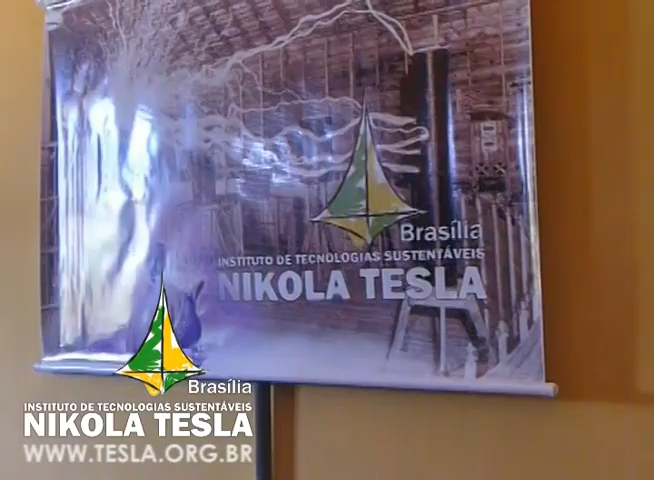 Brasília
INSTITUTO DE TECNOLOGIAS SUSTENTÁVEIS
NIKOLA TESLA
Brasília
INSTITUTO DE TECNOLOGIAS SUSTENTÁVEIS
NIKOLA TESLA
WWW.TESLA.ORG.BR